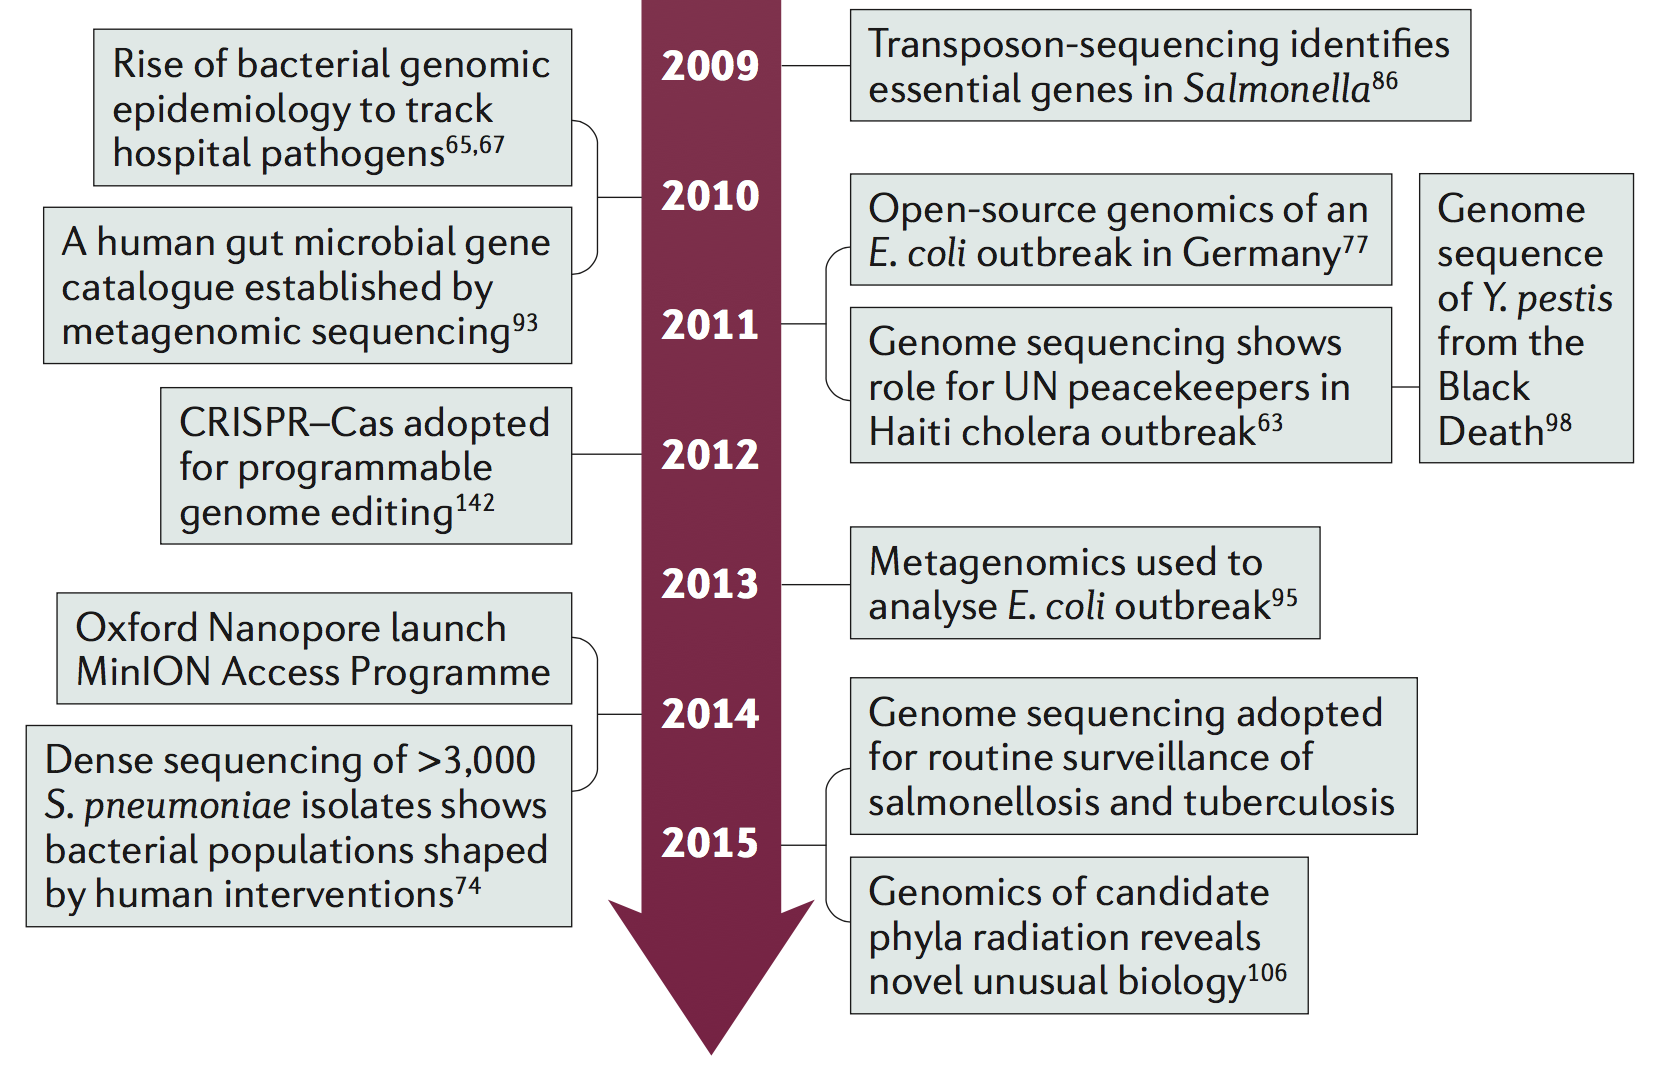 2009
Transposon-sequencing identifies
essential genes in Salmonella86
Rise of bacterial genomic
epidemiology to track
hospital pathogens65,67
2010
A human gut microbial gene
catalogue established by
metagenomic sequencing93
2011
Open-source genomics of an
E. coli outbreak in Germany77
Genome sequencing shows
role for UN peacekeepers in
Haiti cholera outbreak63
Genome
sequence
of Y. pestis
from the
Black
Death98
CRISPR–Cas adopted
for programmable
genome editing142
2012
2013
Metagenomics used to
analyse E. coli outbreak95
Oxford Nanopore launch
MinION Access Programme
2014
Dense sequencing of >3,000
S. pneumoniae isolates shows
bacterial populations shaped
by human interventions74
2015
Genome sequencing adopted
for routine surveillance of
salmonellosis and tuberculosis
Genomics of candidate
phyla radiation reveals
novel unusual biology106